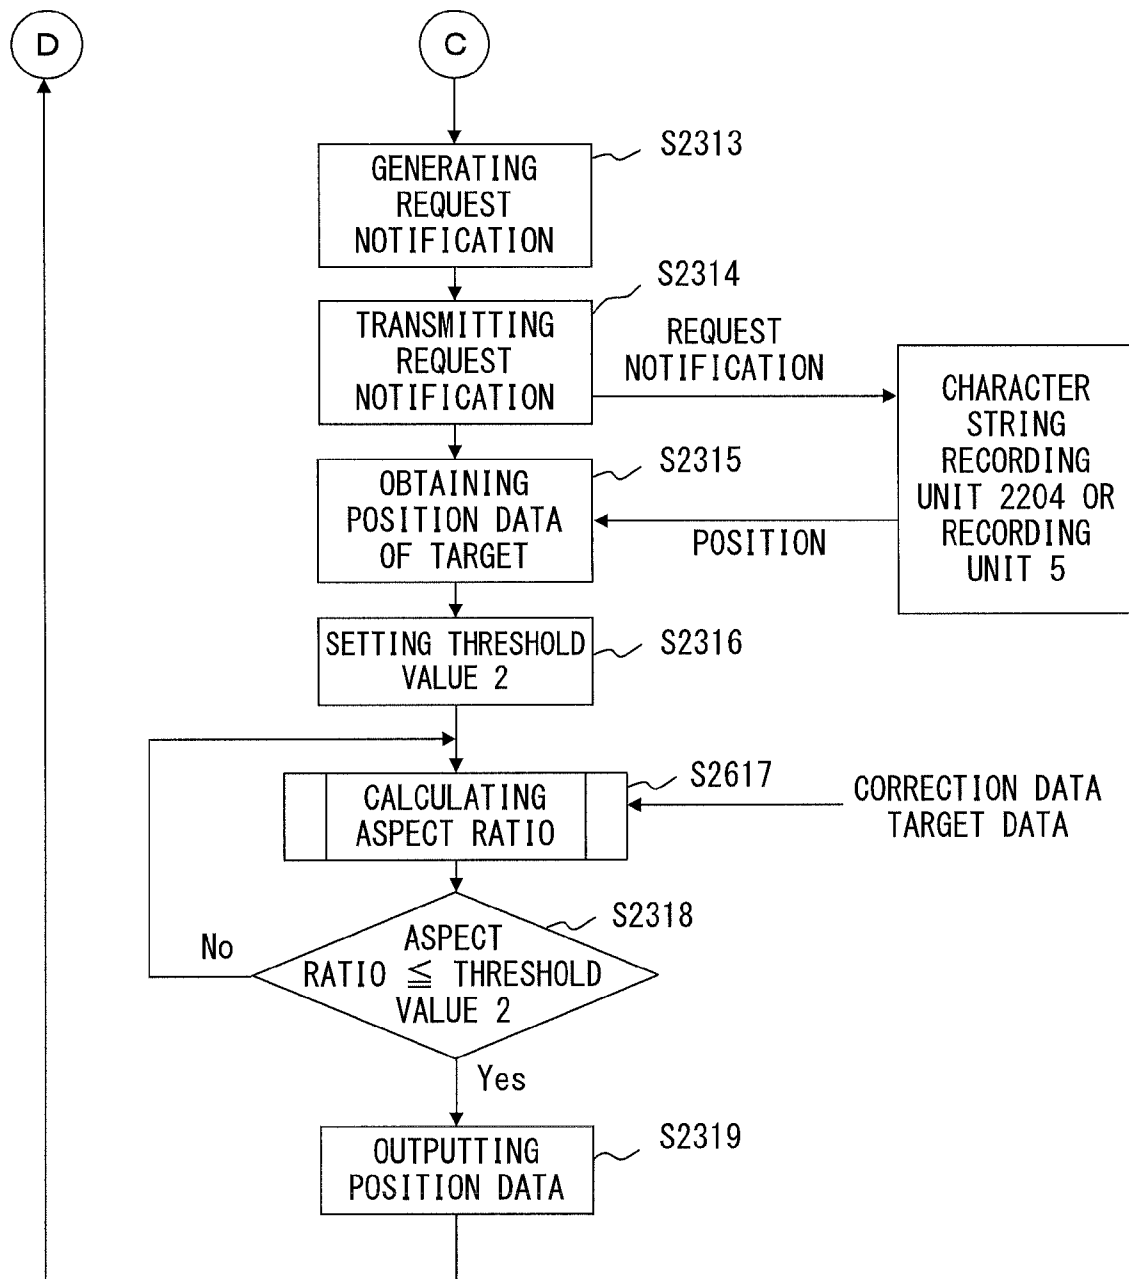 D
C
S2313
GENERATING
REQUEST
NOTIFICATION
S2314
TRANSMITTING
REQUEST
NOTIFICATION
REQUEST
NOTIFICATION
CHARACTER
STRING
RECORDING
UNIT 2204 OR
RECORDING
UNIT 5
S2315
OBTAINING
POSITION DATA
OF TARGET
POSITION
S2316
SETTING THRESHOLD
VALUE 2
S2617
CALCULATING
ASPECT RATIO
CORRECTION DATA
TARGET DATA
S2318
ASPECT
RATIO ≦ THRESHOLD
VALUE 2
No
Yes
S2319
OUTPUTTING
POSITION DATA